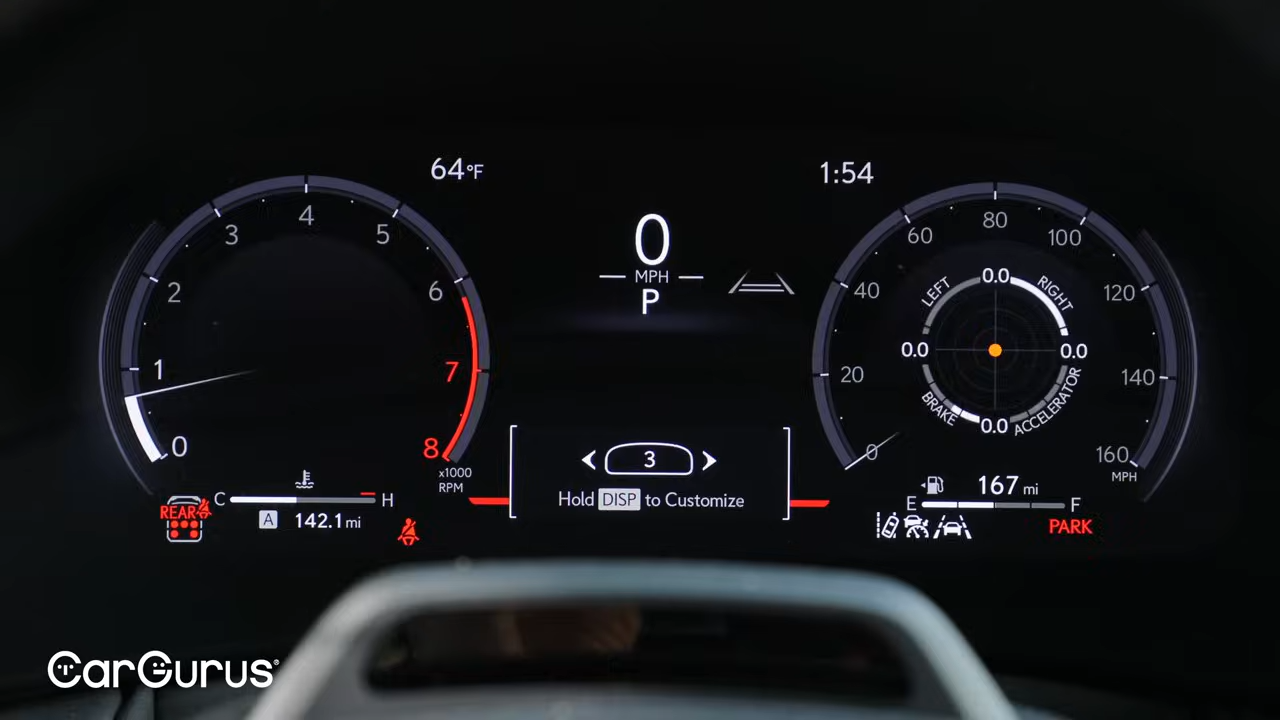 64°F
1:54
0
MPH
P
0
1
2
3
4
5
6
7
8
x1000
RPM
0
20
40
60
80
100
120
140
160
MPH
0.0
LEFT
RIGHT
0.0
0.0
BRAKE
ACCELERATOR
0.0
3
Hold DISP to Customize
C
H
A 142.1 mi
REAR
167 mi
E
F
PARK
CarGurus®